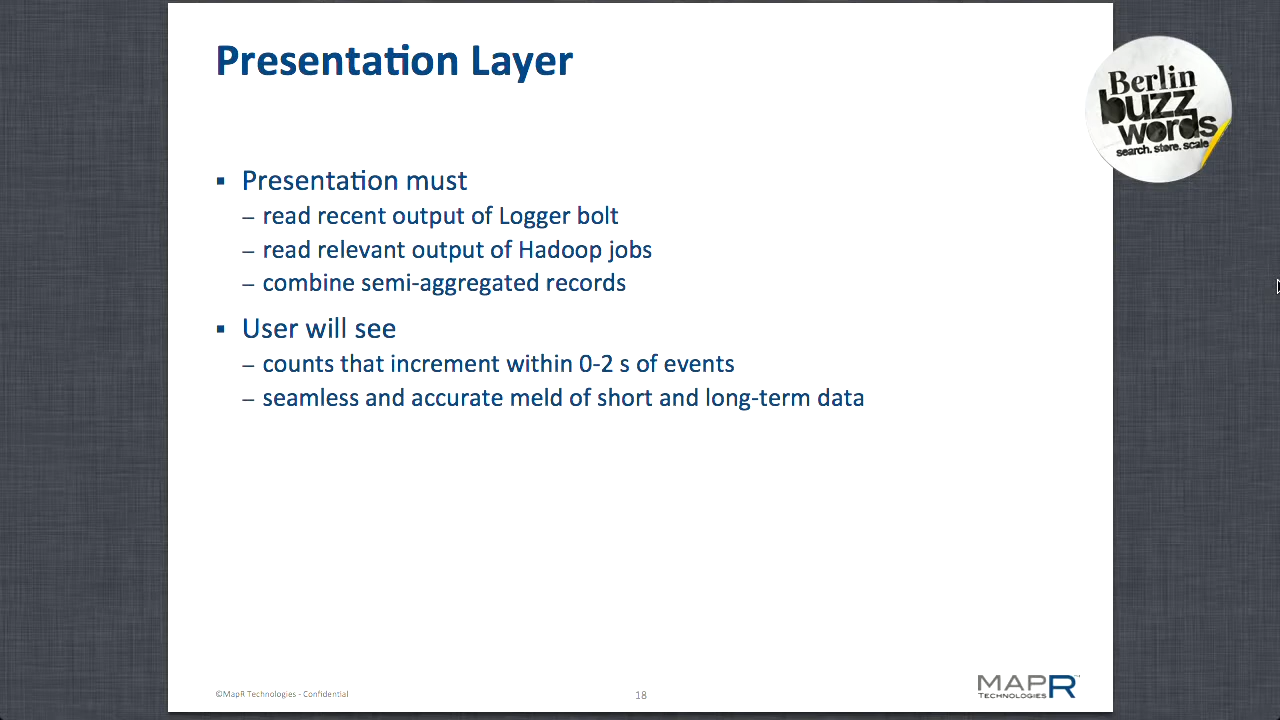 Presentation Layer
Berlin
buzz
words
search. store. scale
▪ Presentation must
– read recent output of Logger bolt
– read relevant output of Hadoop jobs
– combine semi-aggregated records
▪ User will see
– counts that increment within 0-2 s of events
– seamless and accurate meld of short and long-term data
©MapR Technologies - Confidential
18
MAPR™
TECHNOLOGIES